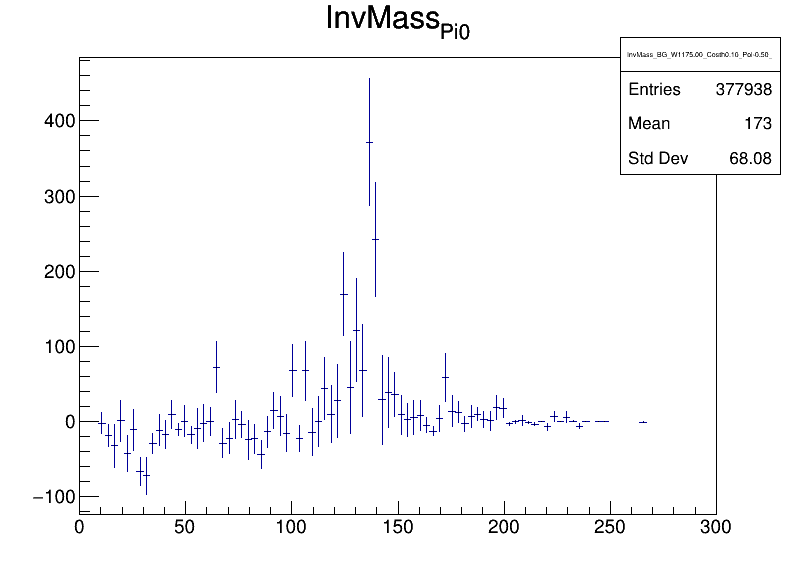 InvMass_Pi0
InvMass_BG_W1175.00_Costh0.10_Pol-0.50_
Entries 377938
Mean 173
Std Dev 68.08
400
300
200
100
0
−100
0 50 100 150 200 250 300